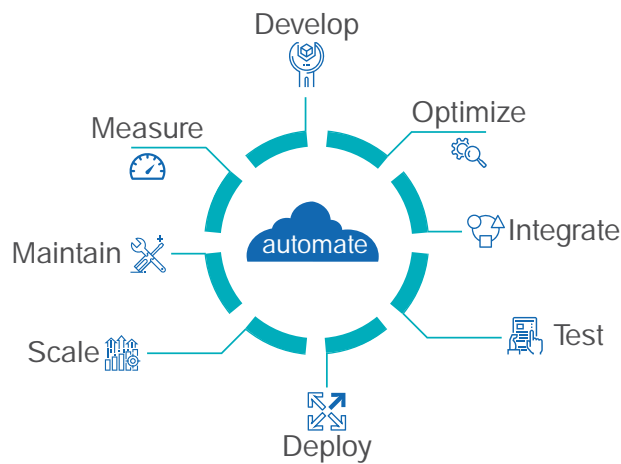 Develop
Optimize
Measure
automate
Integrate
Maintain
Test
Scale
Deploy